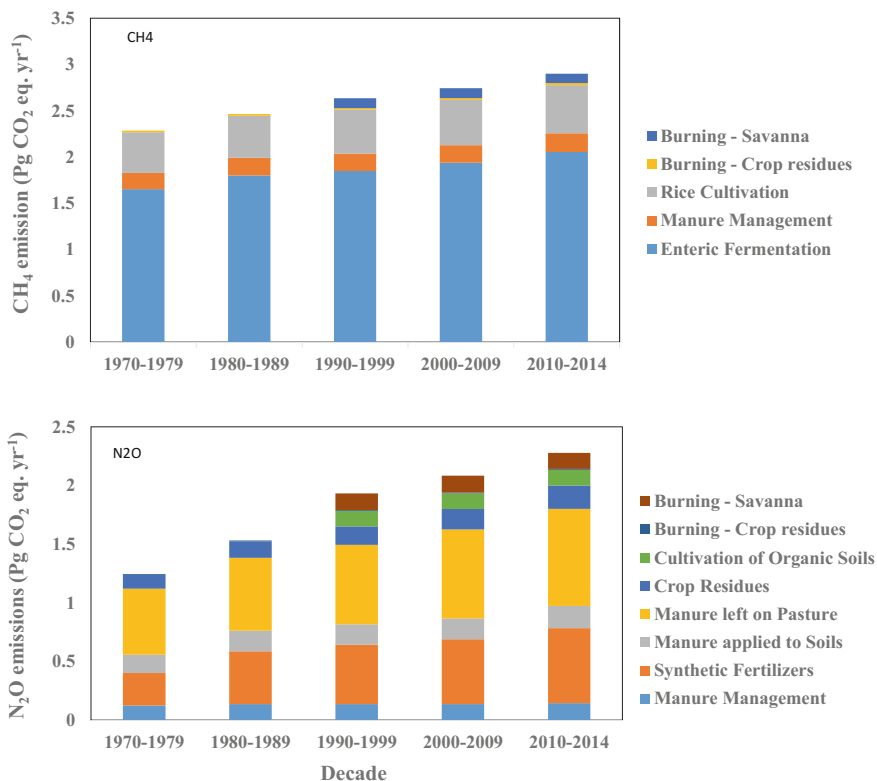 CH4
CH₄ emission (Pg CO₂ eq. yr⁻¹)
3.5
3
2.5
2
1.5
1
0.5
0
1970-1979 1980-1989 1990-1999 2000-2009 2010-2014
Burning - Savanna
Burning - Crop residues
Rice Cultivation
Manure Management
Enteric Fermentation
N2O
N₂O emissions (Pg CO₂ eq. yr⁻¹)
2.5
2
1.5
1
0.5
0
1970-1979 1980-1989 1990-1999 2000-2009 2010-2014
Decade
Burning - Savanna
Burning - Crop residues
Cultivation of Organic Soils
Crop Residues
Manure left on Pasture
Manure applied to Soils
Synthetic Fertilizers
Manure Management